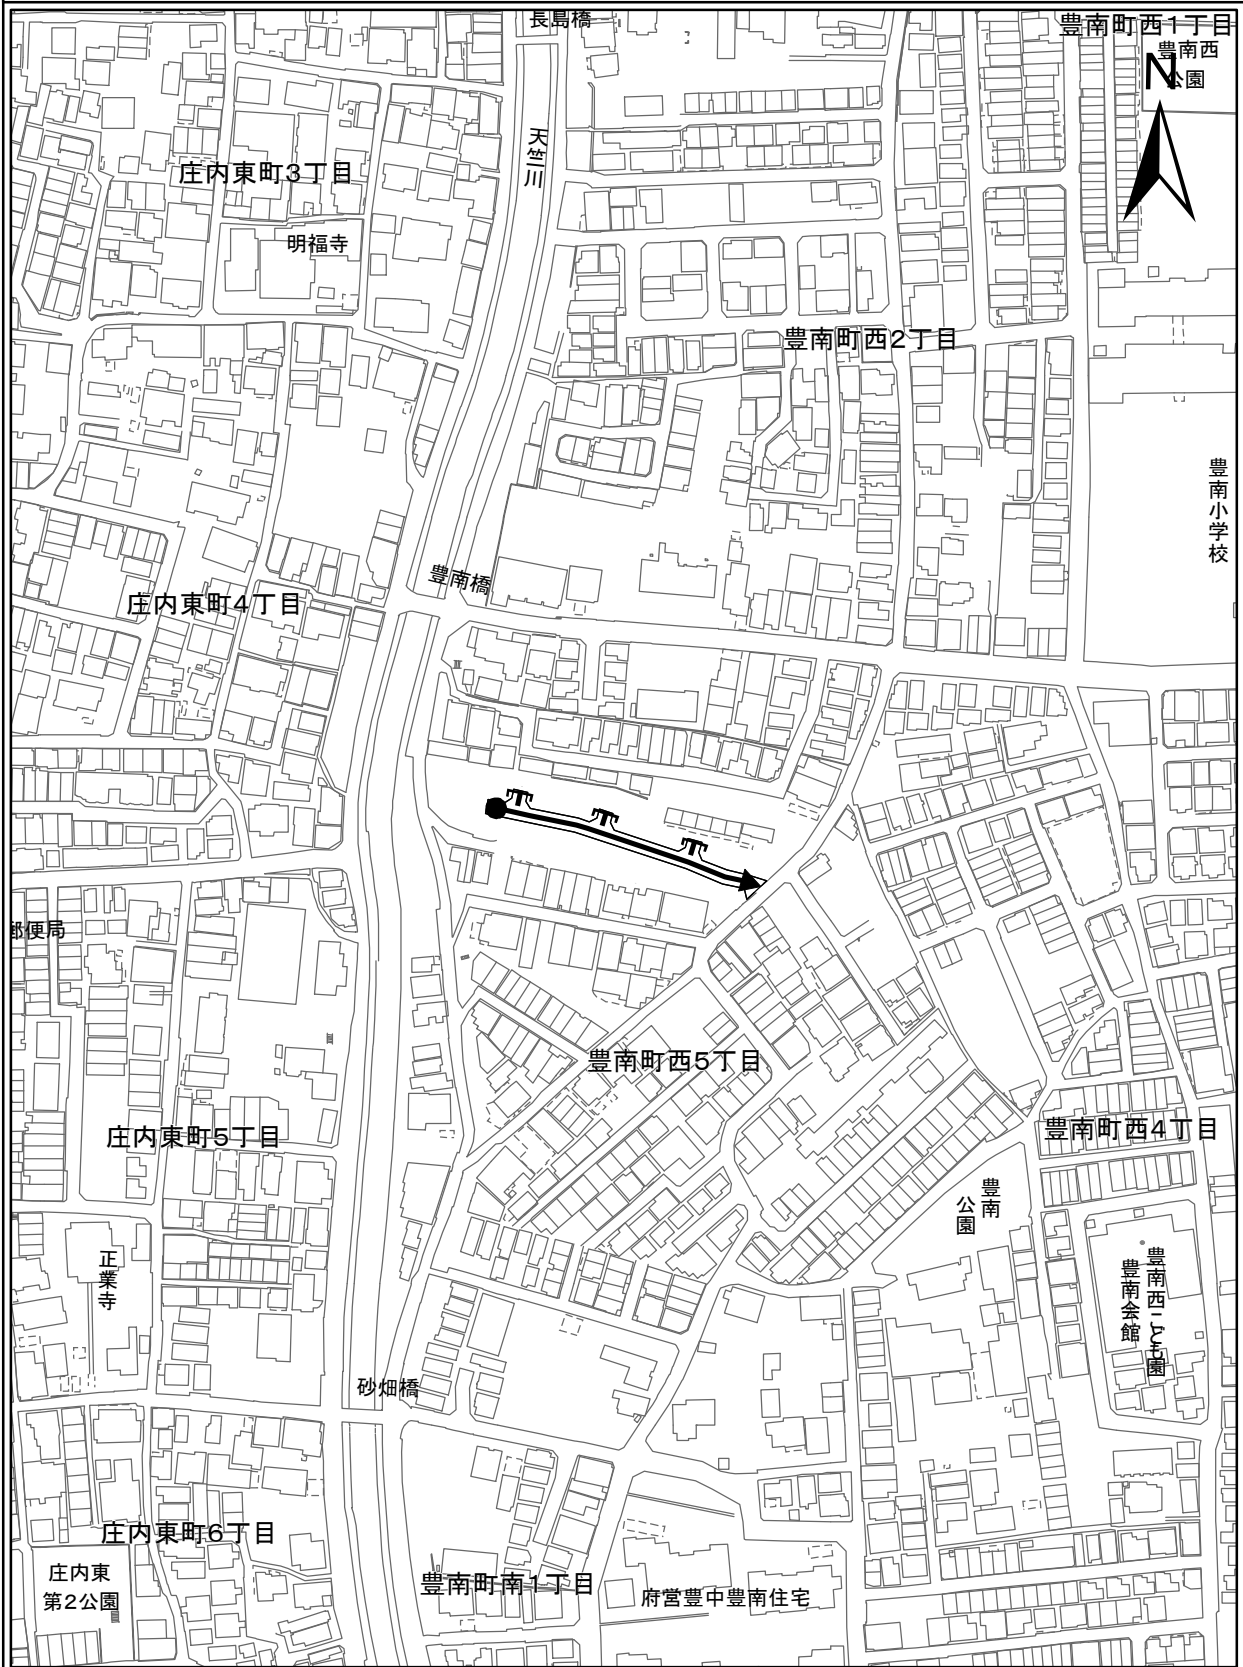 長島橋
豊南町西1丁目
豊南西
公園
N
天竺川
庄内東町3丁目
明福寺
豊南町西2丁目
豊南小学校
豊南橋
庄内東町4丁目
郵便局
豊南町西5丁目
庄内東町5丁目
豊南町西4丁目
豊南
公園
正業寺
豊南西こども園
豊南会館
砂畑橋
庄内東町6丁目
庄内東
第2公園
豊南町南1丁目
府営豊中豊南住宅